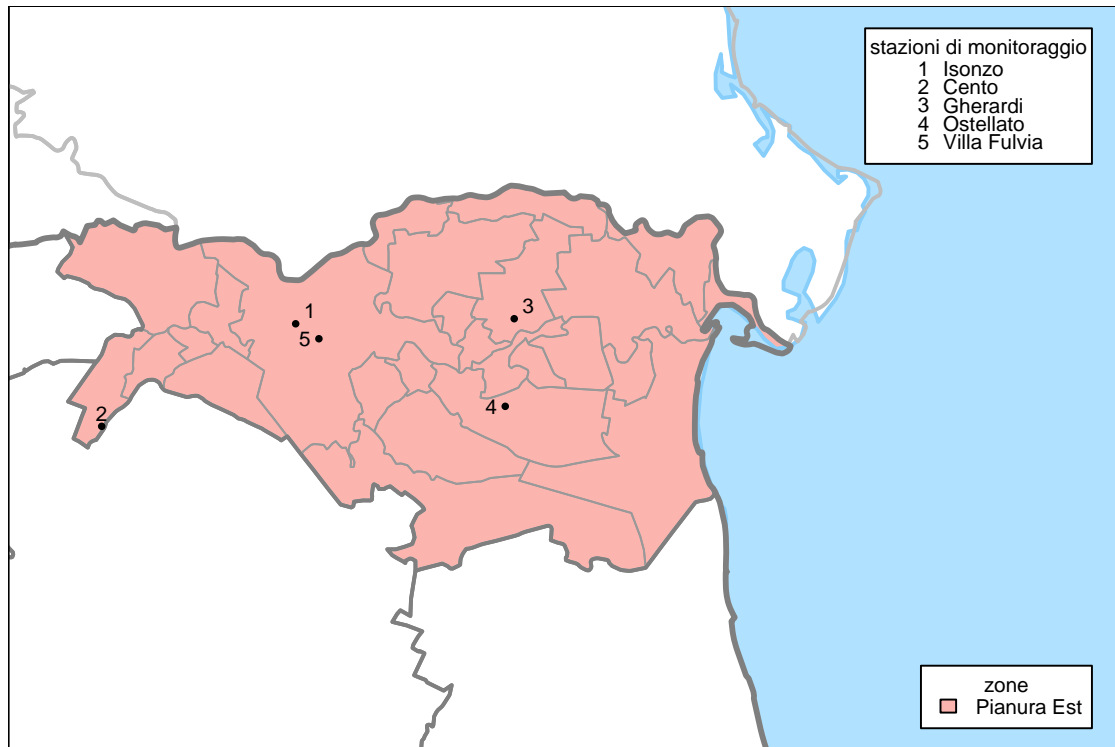 stazioni di monitoraggio
1 Isonzo
2 Cento
3 Gherardi
4 Ostellato
5 Villa Fulvia
3
1
5
4
2
zone
Pianura Est